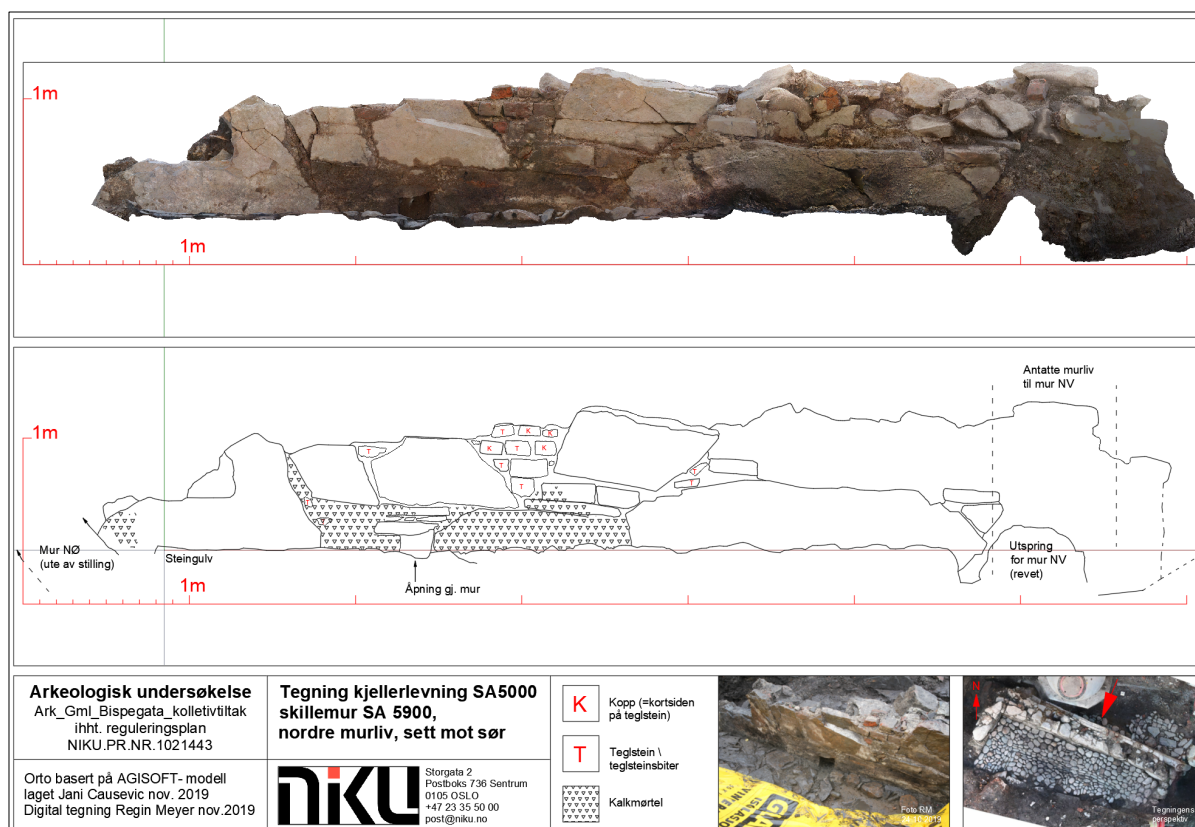 1m
1m
Antatte murliv
til mur NV
1m
T
K
K
T
K
T
K
T
T
T
T
T
Mur NØ
(ute av stilling)
Steingulv
Utspring
for mur NV
(revet)
1m
Åpning gj. mur
Arkeologisk undersøkelse
Ark_Gml_Bispegata_kolletivtiltak
ihht. reguleringsplan
NIKU.PR.NR.1021443
Orto basert på AGISOFT- modell
laget Jani Causevic nov. 2019
Digital tegning Regin Meyer nov.2019
Tegning kjellerlevning SA5000
skillemur SA 5900,
nordre murliv, sett mot sør
niku
Storgata 2
Postboks 736 Sentrum
0105 OSLO
+47 23 35 50 00
post@niku.no
K
Kopp (=kortsiden
på teglstein)
T
Teglstein \
teglsteinsbiter
Kalkmørtel
Foto RM
N
Tegningens
perspektiv